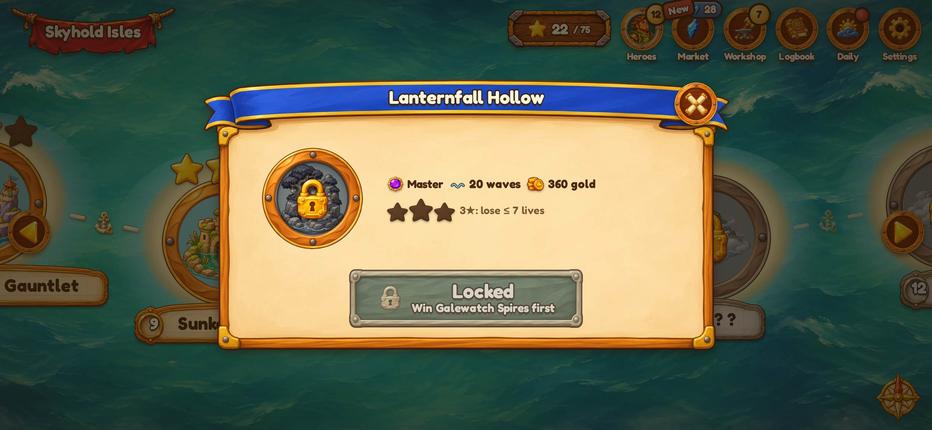 Skyhold Isles
22 / 75
12
New
28
7
Heroes
Market
Workshop
Logbook
Daily
Settings
Lanternfall Hollow
Master 20 waves 360 gold
3★: lose ≤ 7 lives
Locked
Win Galewatch Spires first
Gauntlet
9
Sunk
? ?
12